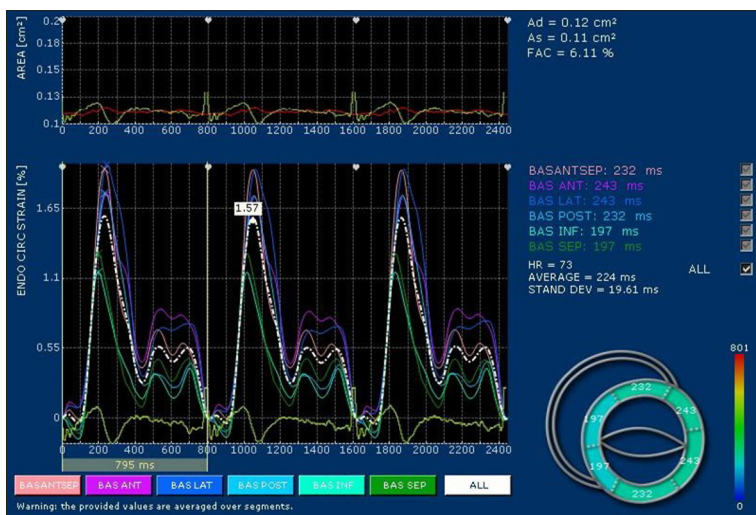 AREA [cm²]
0.2
0.18
0.15
0.13
0.1
0 200 400 600 800 1000 1200 1400 1600 1800 2000 2200 2400
Ad = 0.12 cm²
As = 0.11 cm²
FAC = 6.11 %
ENDO CIRC STRAIN [%]
1.65
1.1
0.55
0
1.57
795 ms
BASANTSEP: 232 ms
BAS ANT: 243 ms
BAS LAT: 243 ms
BAS POST: 232 ms
BAS INF: 197 ms
BAS SEP: 197 ms
HR = 73
AVERAGE = 224 ms
STAND DEV = 19.61 ms
ALL
801
0
232
243
243
232
197
197
BASANTSEP BAS ANT BAS LAT BAS POST BAS INF BAS SEP ALL
Warning: the provided values are averaged over segments.